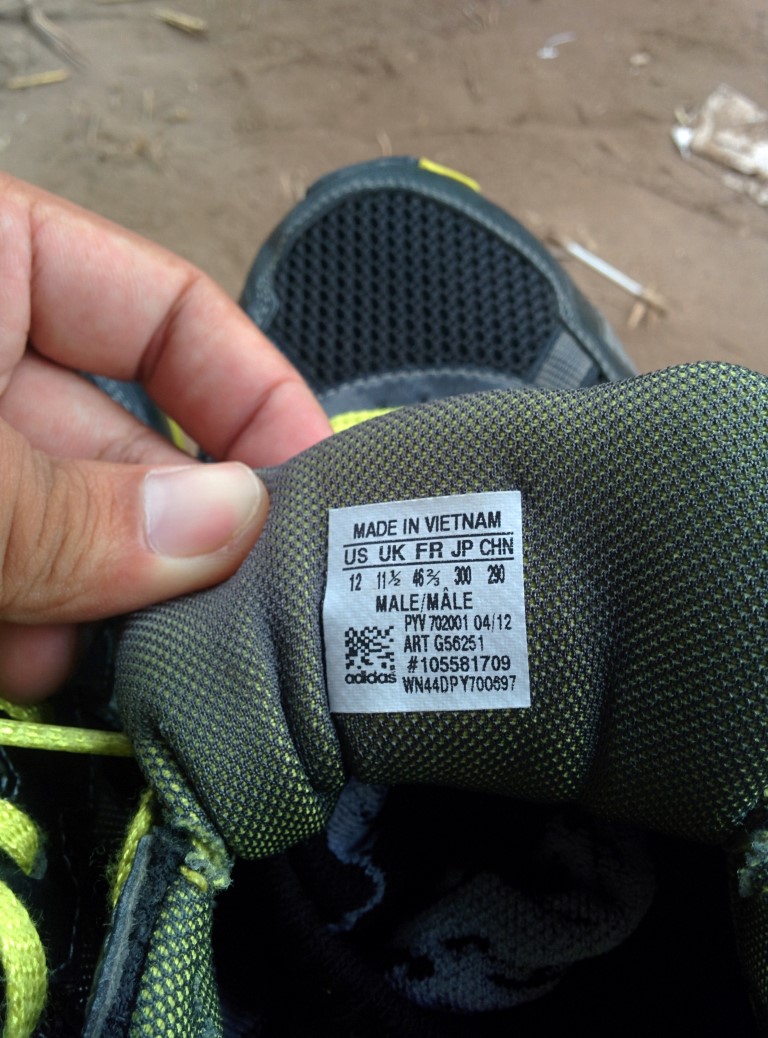 MADE IN VIETNAM
US UK FR JP CHN
12 11½ 46⅔ 300 290
MALE/MÂLE
PYV 702001 04/12
ART G56251
#105581709
adidas WN44DPY700697